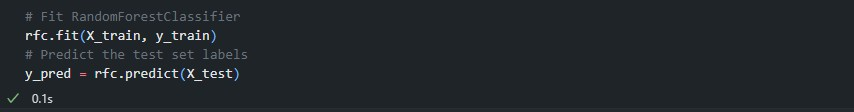 # Fit RandomForestClassifier
rfc.fit(X_train, y_train)
# Predict the test set labels
y_pred = rfc.predict(X_test)
0.1s